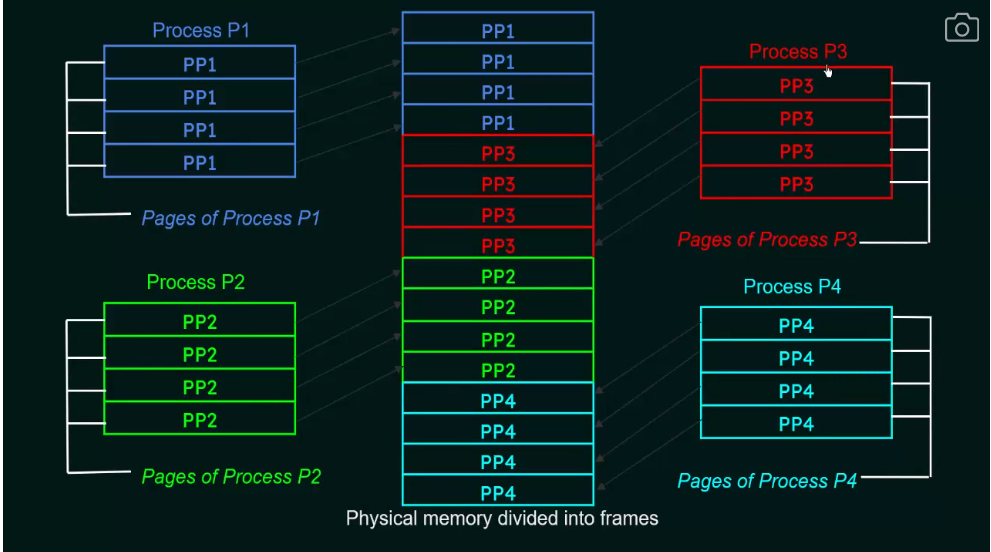 Process P1
PP1
PP1
PP1
PP1
Pages of Process P1
Process P2
PP2
PP2
PP2
PP2
Pages of Process P2
PP1
PP1
PP1
PP1
PP3
PP3
PP3
PP3
PP2
PP2
PP2
PP2
PP4
PP4
PP4
PP4
Physical memory divided into frames
Process P3
PP3
PP3
PP3
PP3
Pages of Process P3
Process P4
PP4
PP4
PP4
PP4
Pages of Process P4